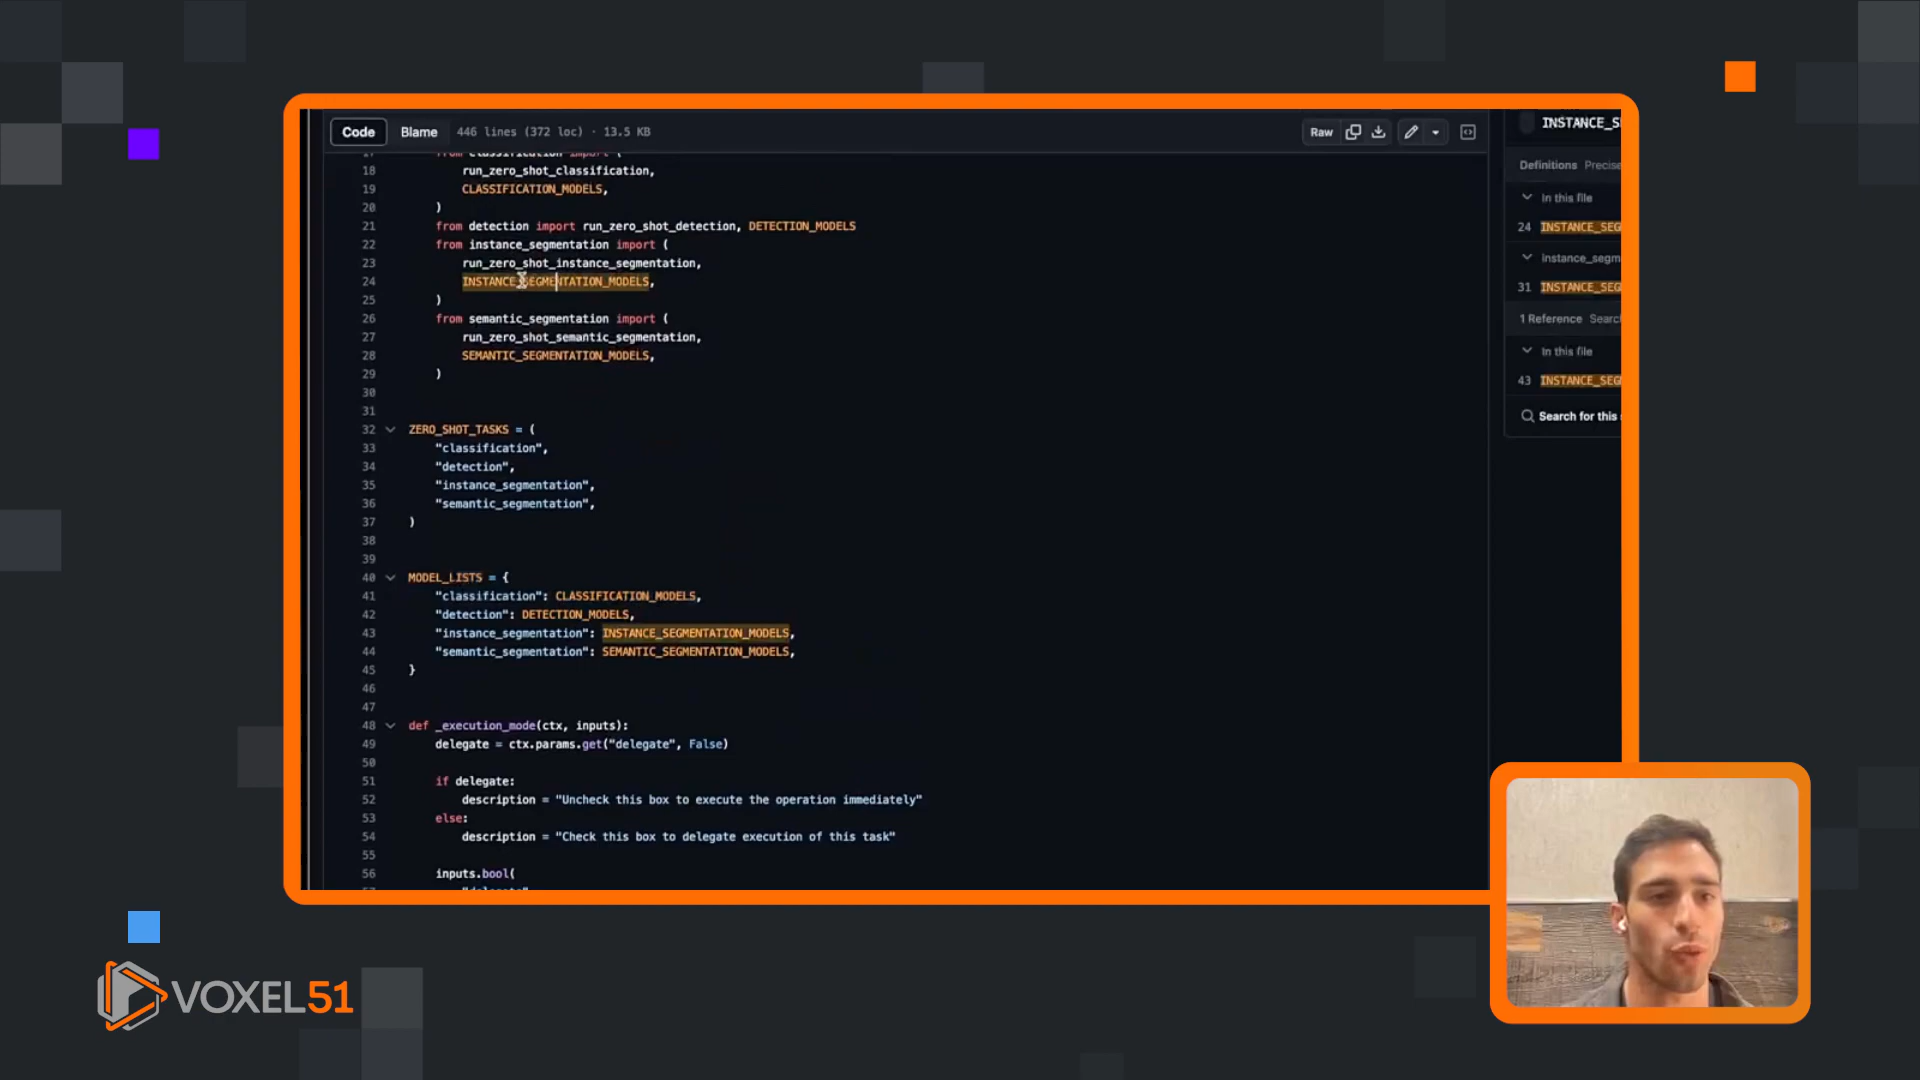 Code Blame 446 lines (372 loc) · 13.5 KB Raw
17 from classification import (
18 run_zero_shot_classification,
19 CLASSIFICATION_MODELS,
20 )
21 from detection import run_zero_shot_detection, DETECTION_MODELS
22 from instance_segmentation import (
23 run_zero_shot_instance_segmentation,
24 INSTANCE_SEGMENTATION_MODELS,
25 )
26 from semantic_segmentation import (
27 run_zero_shot_semantic_segmentation,
28 SEMANTIC_SEGMENTATION_MODELS,
29 )
30
31
32 ZERO_SHOT_TASKS = (
33 "classification",
34 "detection",
35 "instance_segmentation",
36 "semantic_segmentation",
37 )
38
39
40 MODEL_LISTS = {
41 "classification": CLASSIFICATION_MODELS,
42 "detection": DETECTION_MODELS,
43 "instance_segmentation": INSTANCE_SEGMENTATION_MODELS,
44 "semantic_segmentation": SEMANTIC_SEGMENTATION_MODELS,
45 }
46
47
48 def _execution_mode(ctx, inputs):
49 delegate = ctx.params.get("delegate", False)
50
51 if delegate:
52 description = "Uncheck this box to execute the operation immediately"
53 else:
54 description = "Check this box to delegate execution of this task"
55
56 inputs.bool(
INSTANCE_S
Definitions Precise
In this file
24 INSTANCE_SEG
instance_segm
31 INSTANCE_SEG
1 Reference Searc
In this file
43 INSTANCE_SEG
Search for this
VOXEL51